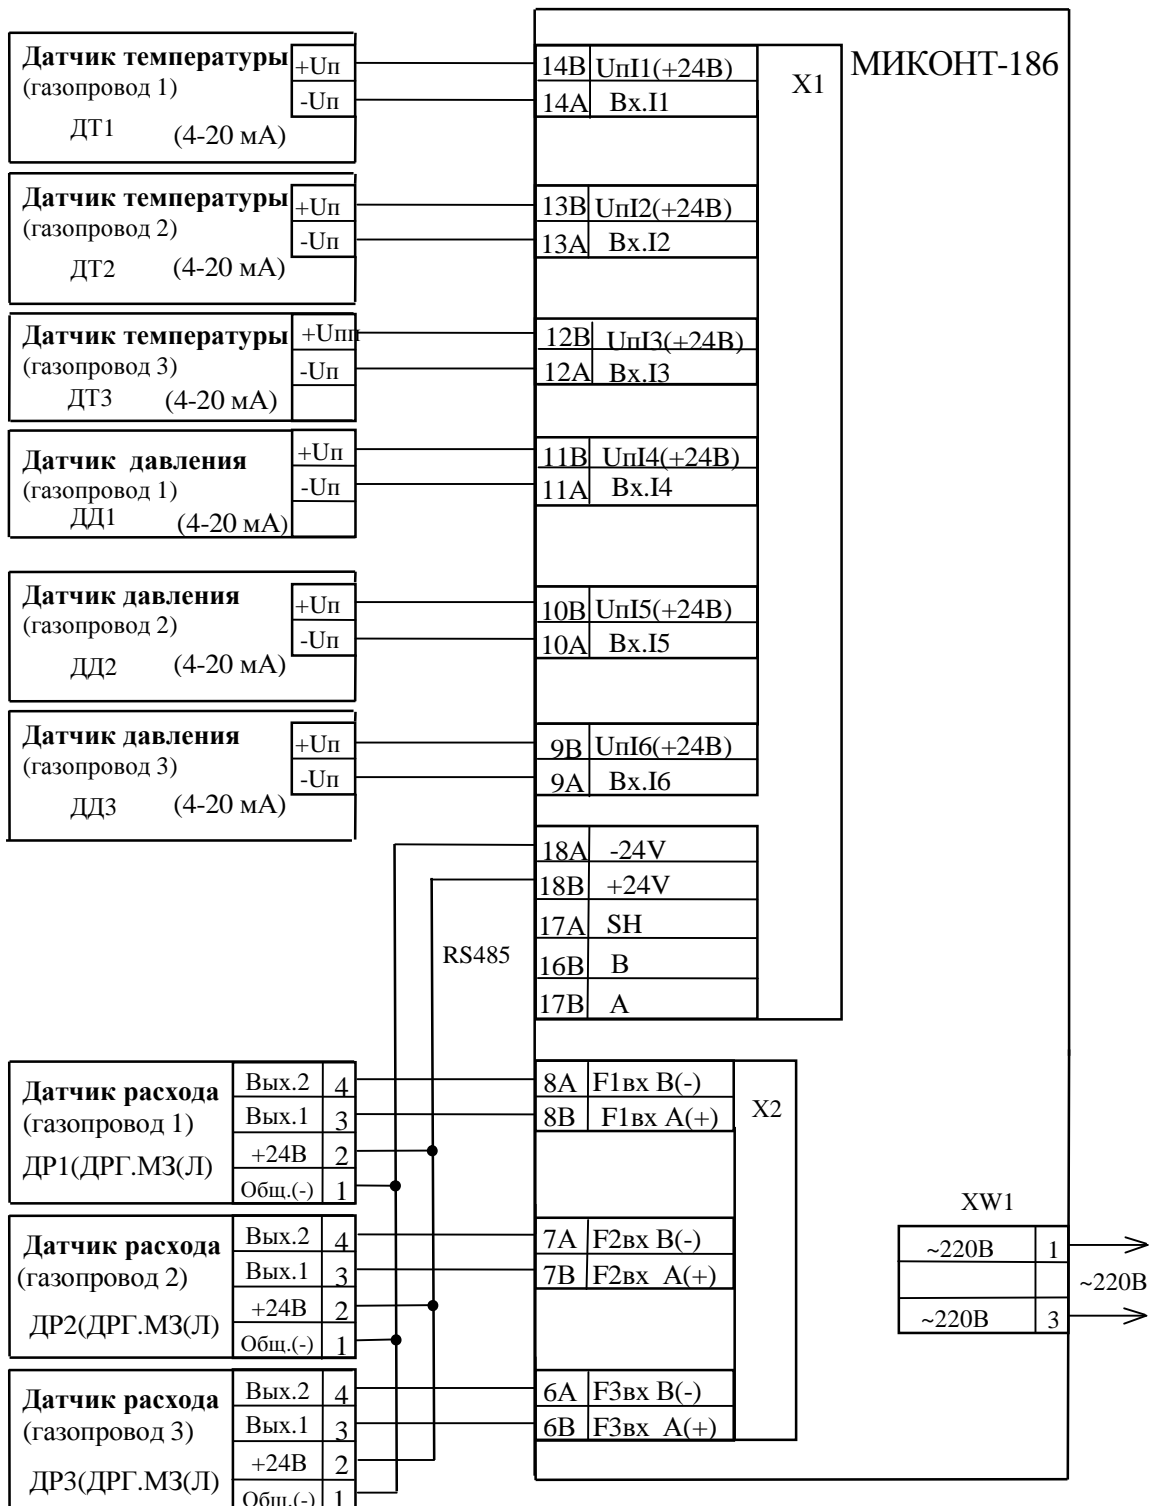 МИКОНТ-186
Датчик температуры
(газопровод 1)
ДТ1 (4-20 мА)
+Uп
-Uп
14В UпI1(+24В)
14А Вх.I1
X1
Датчик температуры
(газопровод 2)
ДТ2 (4-20 мА)
+Uп
-Uп
13В UпI2(+24В)
13А Вх.I2
Датчик температуры
(газопровод 3)
ДТ3 (4-20 мА)
+Uпп
-Uп
12В UпI3(+24В)
12А Вх.I3
Датчик давления
(газопровод 1)
ДД1 (4-20 мА)
+Uп
-Uп
11В UпI4(+24В)
11А Вх.I4
Датчик давления
(газопровод 2)
ДД2 (4-20 мА)
+Uп
-Uп
10В UпI5(+24В)
10А Вх.I5
Датчик давления
(газопровод 3)
ДД3 (4-20 мА)
+Uп
-Uп
9В UпI6(+24В)
9А Вх.I6
18А -24V
18В +24V
17А SH
16В В
17В А
RS485
Датчик расхода
(газопровод 1)
ДР1(ДРГ.МЗ(Л)
Вых.2 4
Вых.1 3
+24В 2
Общ.(-) 1
8А F1вх В(-)
8В F1вх А(+)
X2
Датчик расхода
(газопровод 2)
ДР2(ДРГ.МЗ(Л)
Вых.2 4
Вых.1 3
+24В 2
Общ.(-) 1
7А F2вх В(-)
7В F2вх А(+)
XW1
~220В 1
~220В
~220В 3
Датчик расхода
(газопровод 3)
ДР3(ДРГ.МЗ(Л)
Вых.2 4
Вых.1 3
+24В 2
Общ.(-) 1
6А F3вх В(-)
6В F3вх А(+)